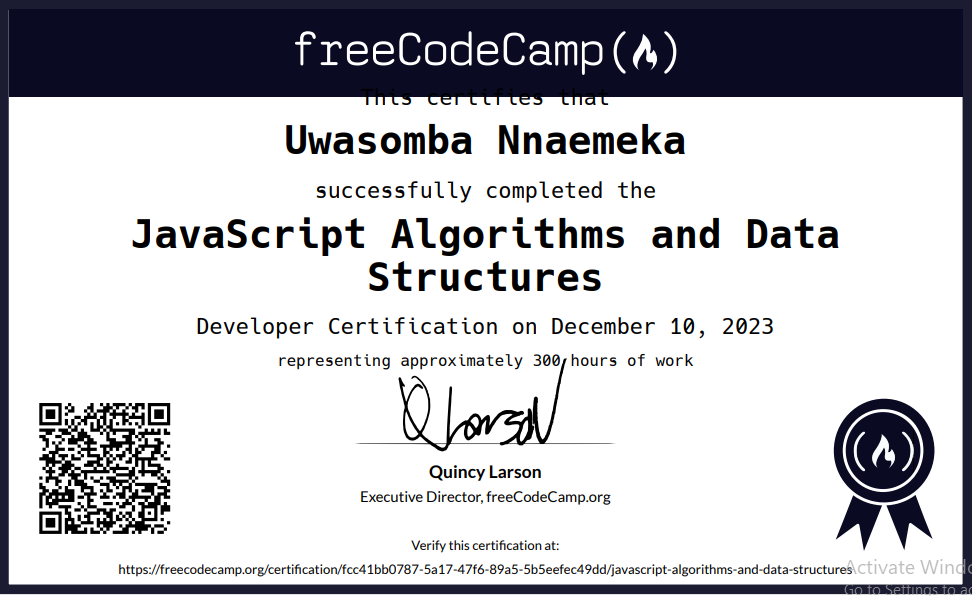 freeCodeCamp
This certifies that
Uwasomba Nnaemeka
successfully completed the
JavaScript Algorithms and Data
Structures
Developer Certification on December 10, 2023
representing approximately 300 hours of work
Q Larson
Quincy Larson
Executive Director, freeCodeCamp.org
Verify this certification at:
https://freecodecamp.org/certification/fcc41bb0787-5a17-47f6-89a5-5b5eefec49dd/javascript-algorithms-and-data-structures
Activate Windo
Go to Settings to ac